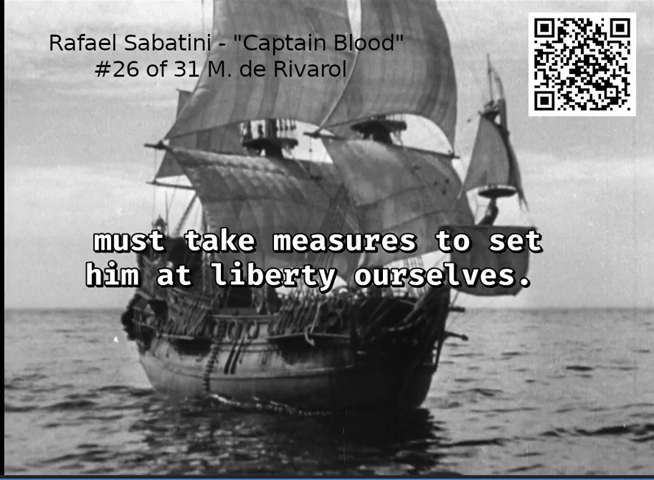 Rafael Sabatini - "Captain Blood"
#26 of 31 M. de Rivarol
must take measures to set
him at liberty ourselves.